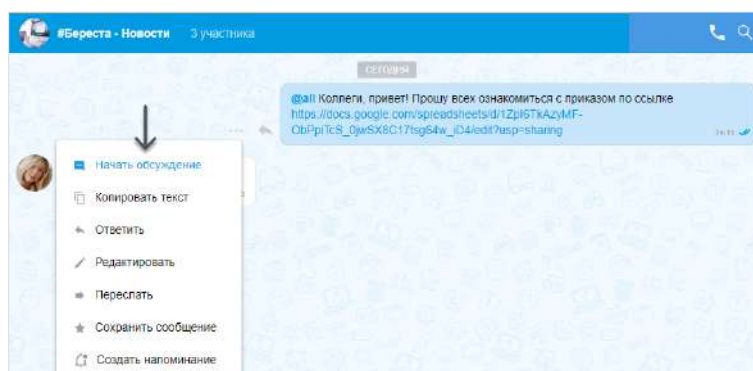 #Береста - Новости 3 участника
СЕГОДНЯ
@all Коллеги, привет! Прошу всех ознакомиться с приказом по ссылке
https://docs.google.com/spreadsheets/d/1Zpl6TkAzyMF-
ObPpiTcS_0jwSX8C17tsg64w_iD4/edit?usp=sharing
Начать обсуждение
Копировать текст
Ответить
Редактировать
Переслать
Сохранить сообщение
Создать напоминание